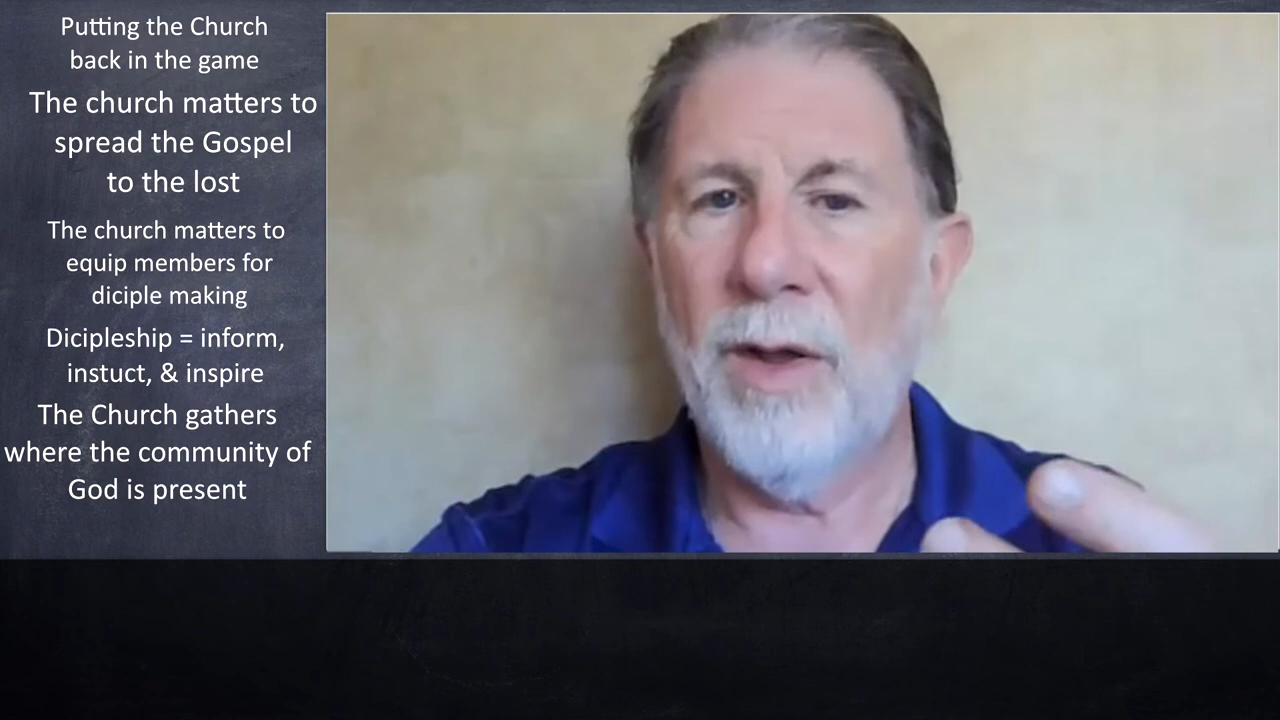 Putting the Church
back in the game
The church matters to
spread the Gospel
to the lost
The church matters to
equip members for
diciple making
Dicipleship = inform,
instuct, & inspire
The Church gathers
where the community of
God is present